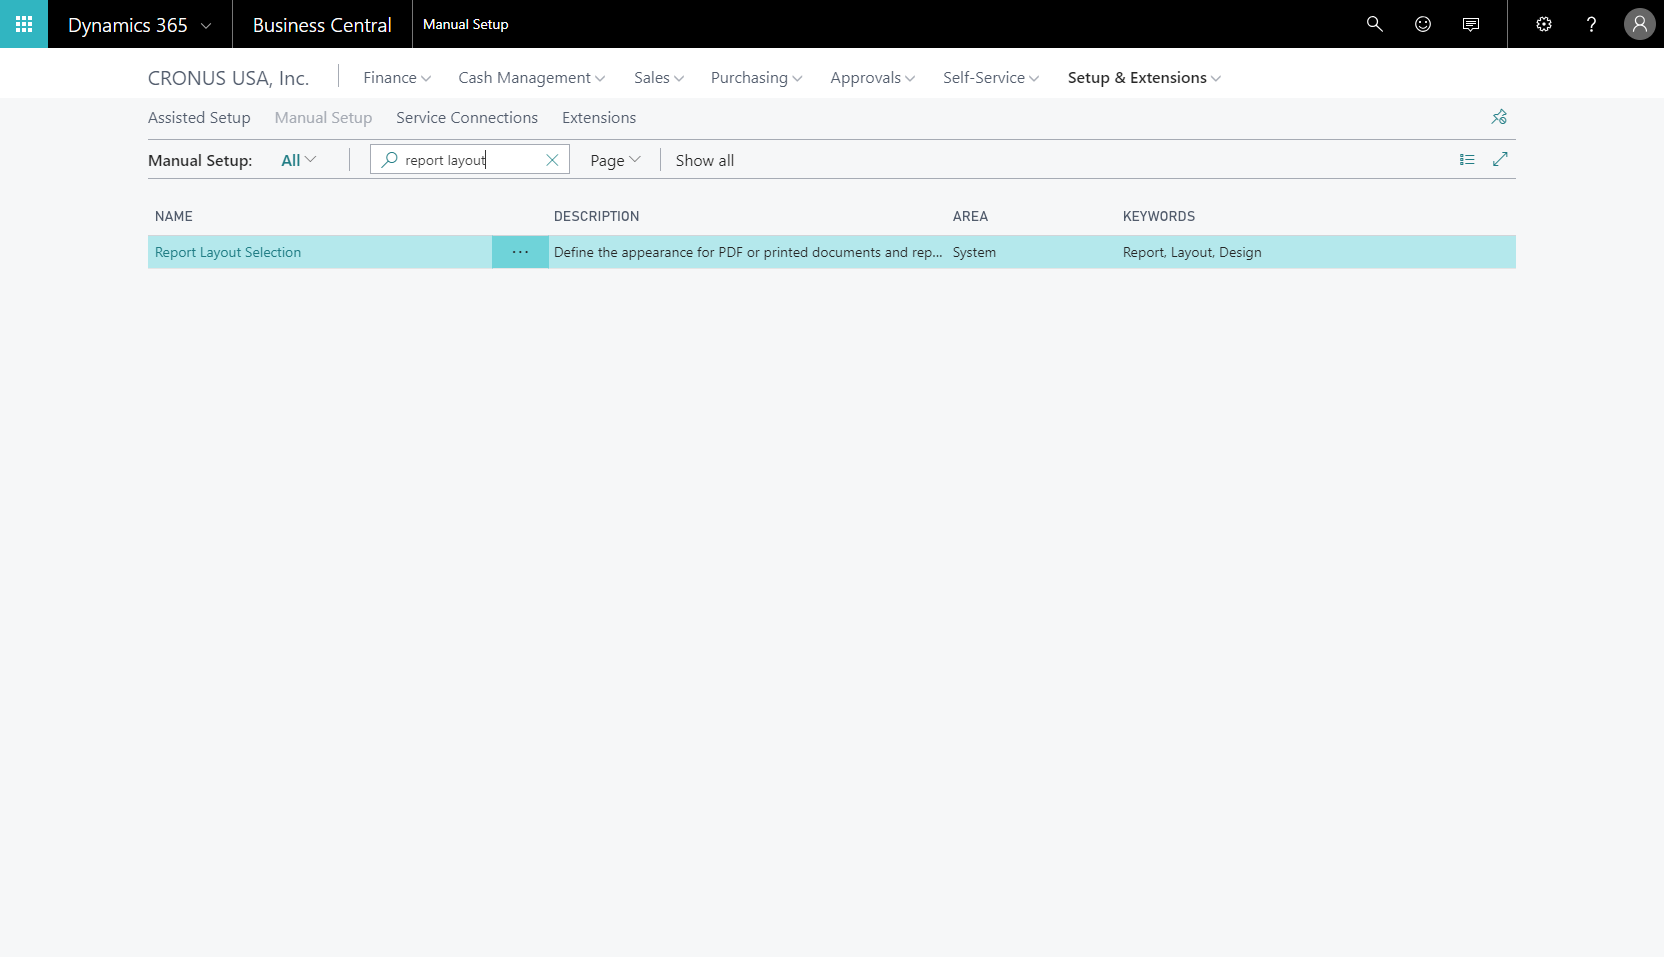 Dynamics 365 Business Central Manual Setup
CRONUS USA, Inc. Finance Cash Management Sales Purchasing Approvals Self-Service Setup & Extensions
Assisted Setup Manual Setup Service Connections Extensions
Manual Setup: All report layout Page Show all
NAME DESCRIPTION AREA KEYWORDS
Report Layout Selection ... Define the appearance for PDF or printed documents and rep... System Report, Layout, Design